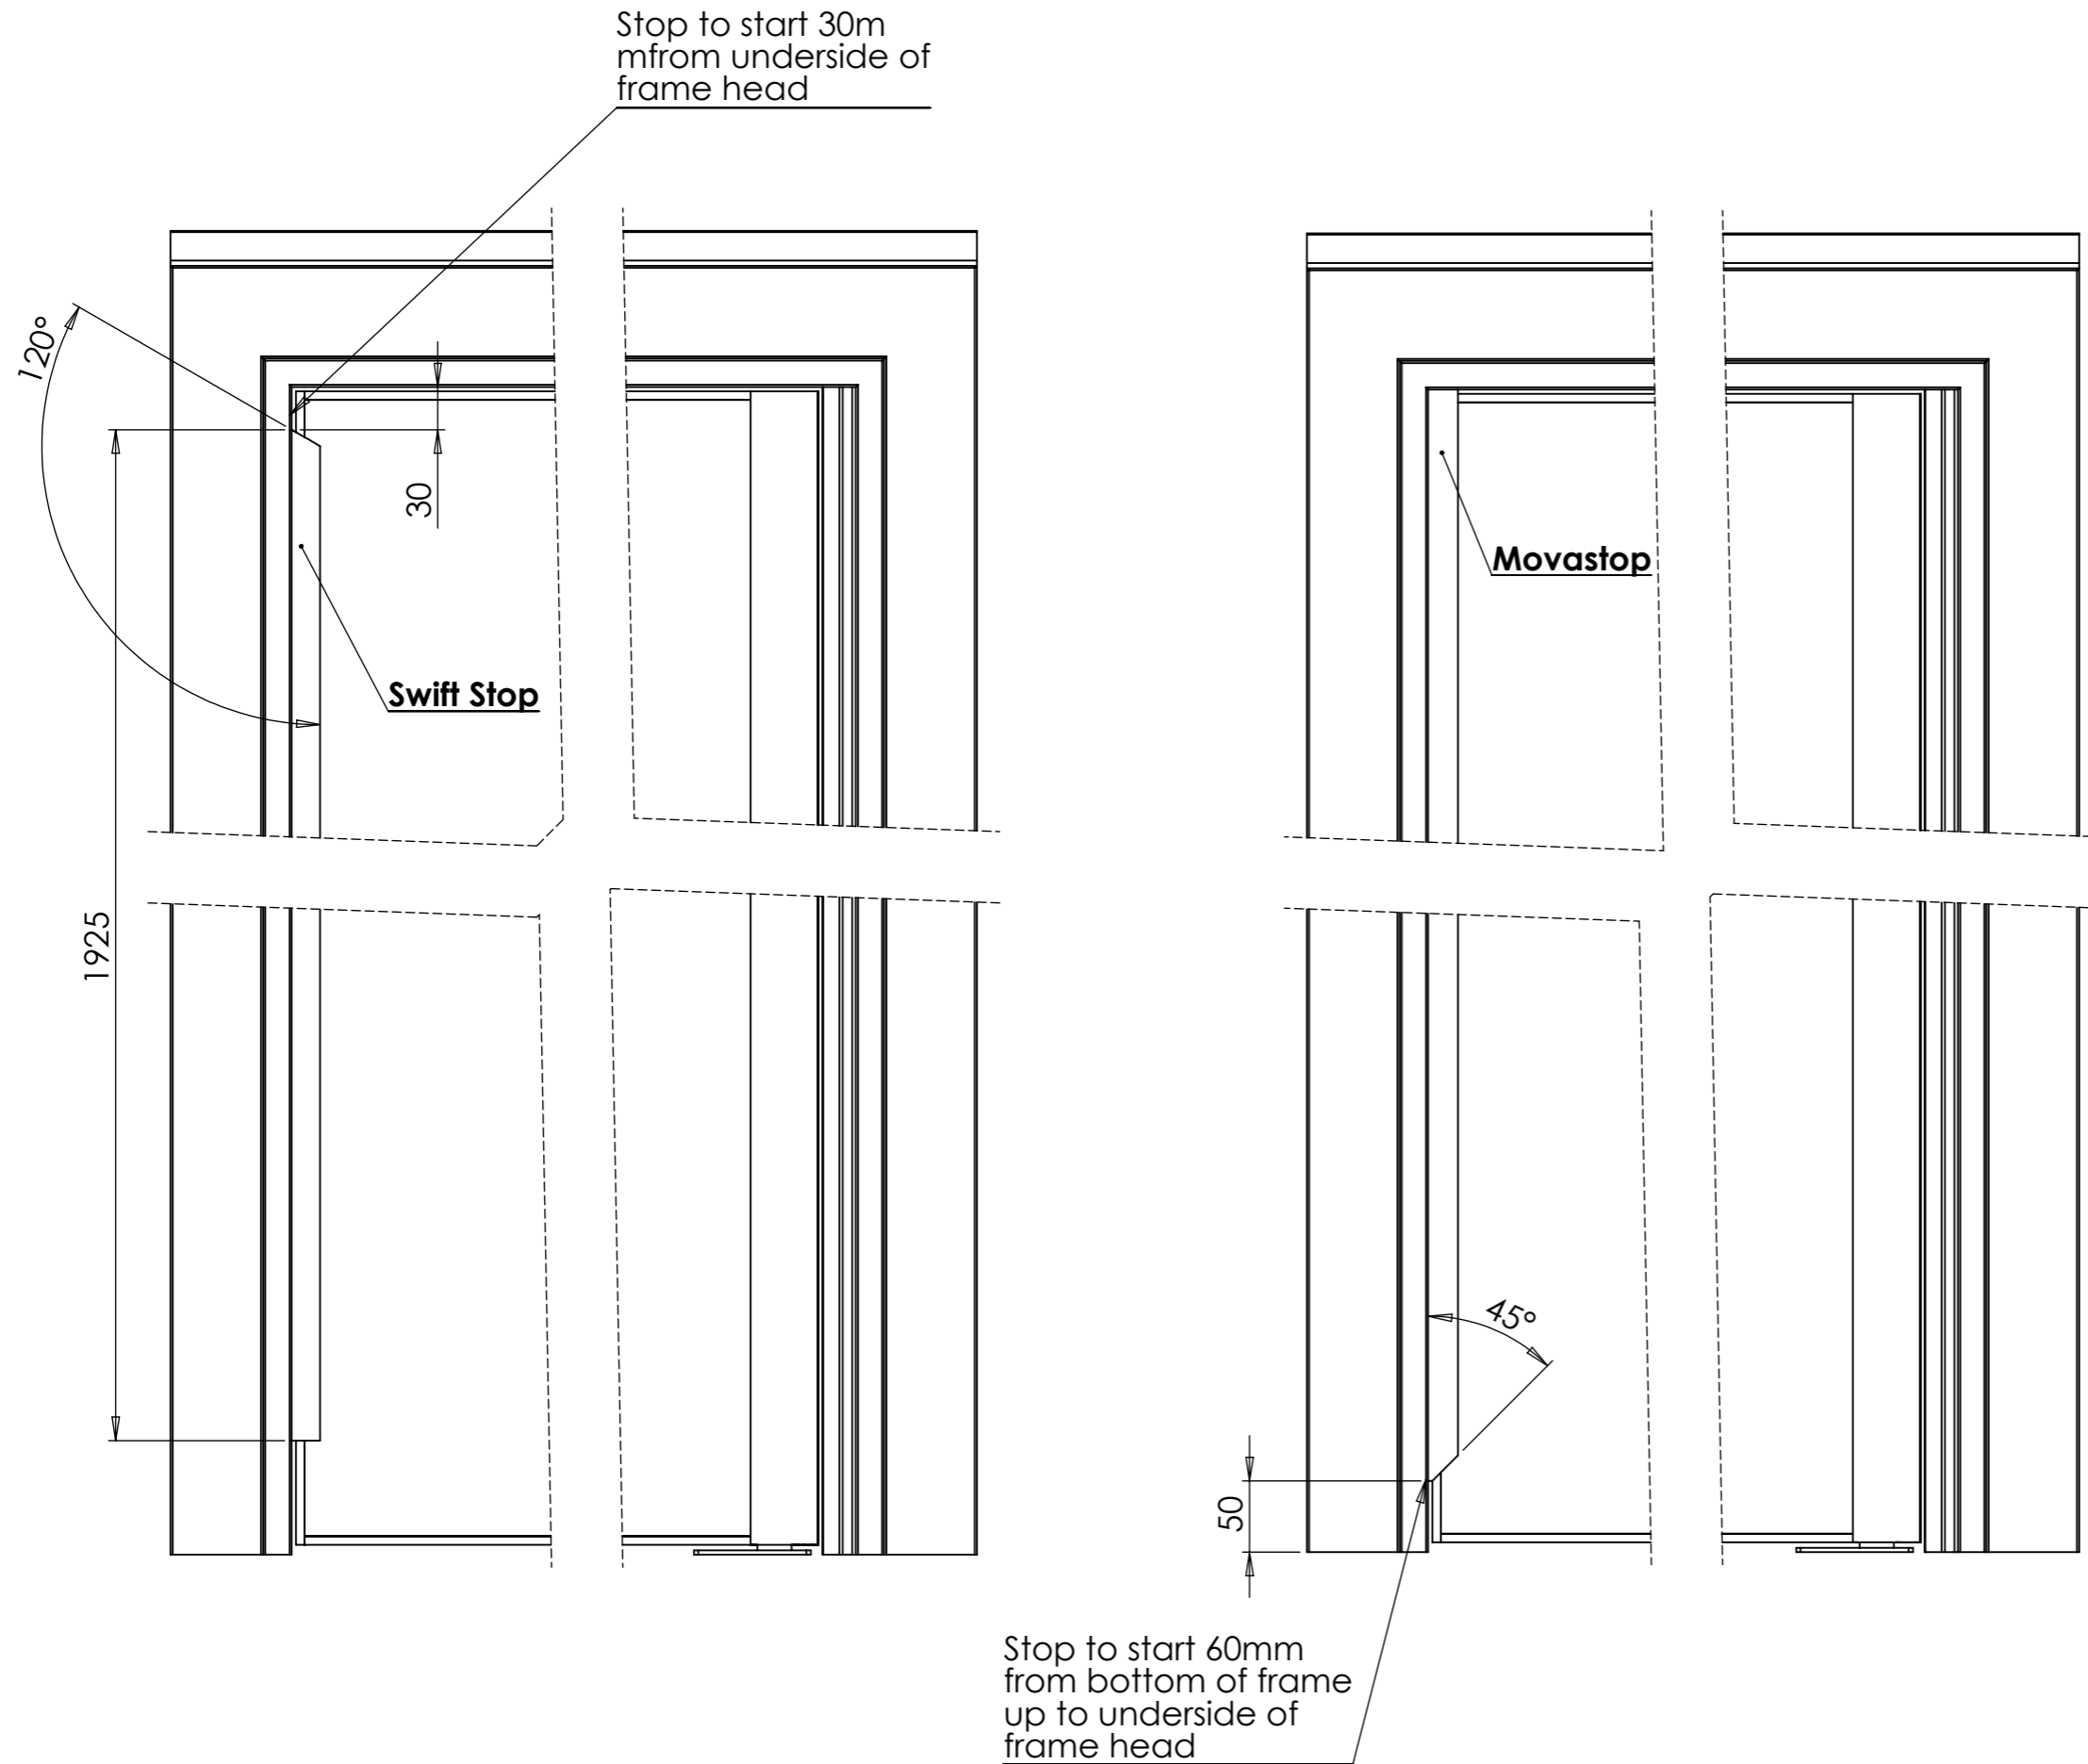 Stop to start 30m
mfrom underside of
frame head
120°
30
Swift Stop
1925
Movastop
45°
50
Stop to start 60mm
from bottom of frame
up to underside of
frame head